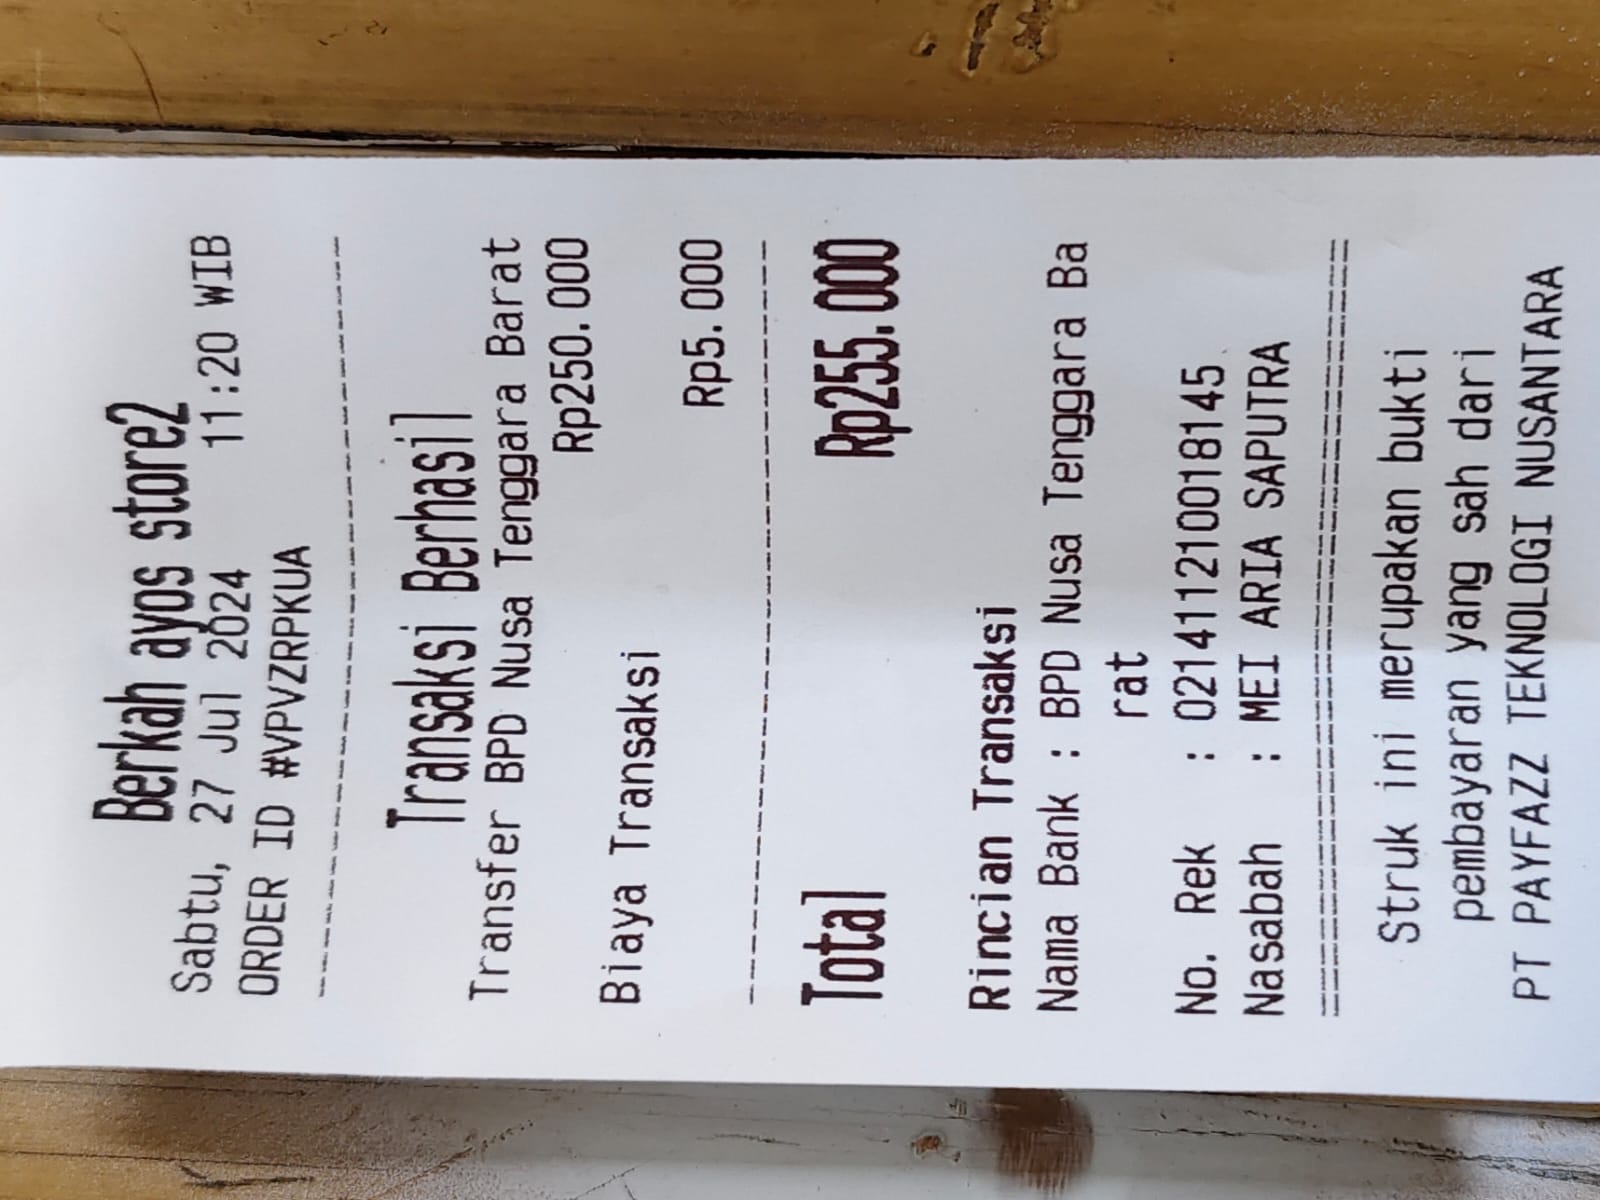 Berkah ayos store2
Sabtu, 27 Jul 2024 11:20 WIB
ORDER ID #VPVZRPKUA
Transaksi Berhasil
Transfer BPD Nusa Tenggara Barat
Rp250.000
Biaya Transaksi
Rp5.000
Total Rp255.000
Rincian Transaksi
Nama Bank : BPD Nusa Tenggara Ba
rat
No. Rek : 021411210018145
Nasabah : MEI ARIA SAPUTRA
Struk ini merupakan bukti
pembayaran yang sah dari
PT PAYFAZZ TEKNOLOGI NUSANTARA